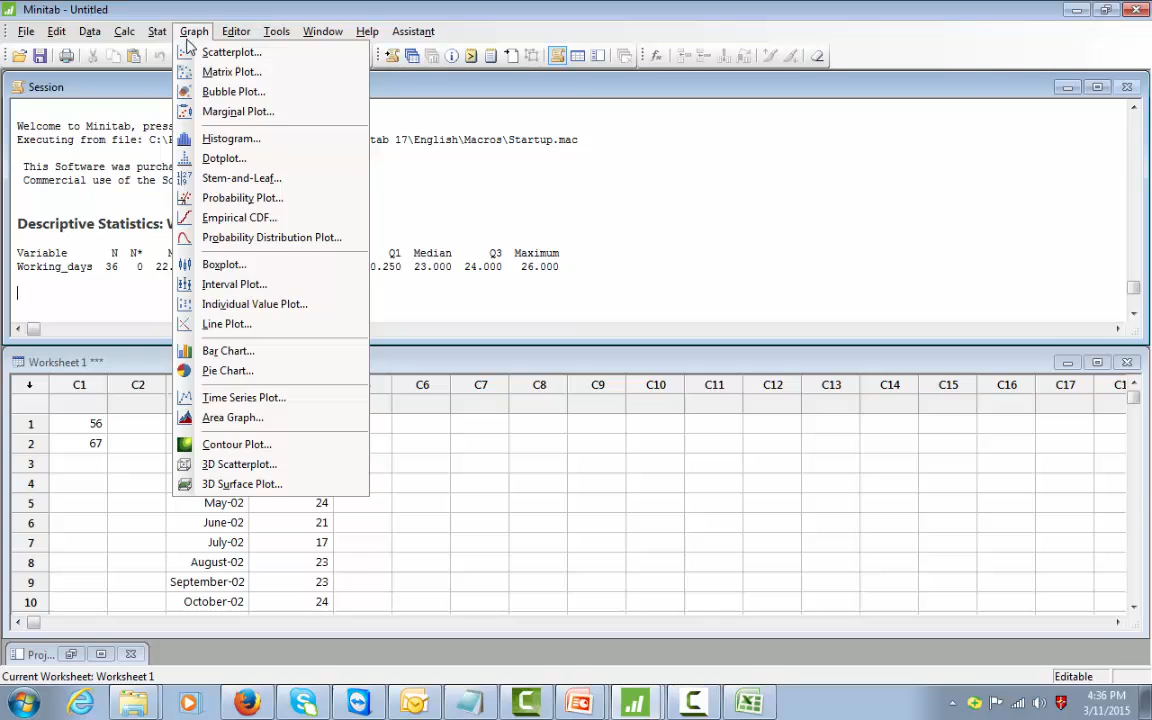 Minitab - Untitled
File Edit Data Calc Stat Graph Editor Tools Window Help Assistant
Scatterplot...
Matrix Plot...
Bubble Plot...
Marginal Plot...
Histogram...
Dotplot...
Stem-and-Leaf...
Probability Plot...
Empirical CDF...
Probability Distribution Plot...
Boxplot...
Interval Plot...
Individual Value Plot...
Line Plot...
Bar Chart...
Pie Chart...
Time Series Plot...
Area Graph...
Contour Plot...
3D Scatterplot...
3D Surface Plot...
Session
Welcome to Minitab, pres
Executing from file: C:\ tab 17\English\Macros\Startup.mac
This Software was purcha
Commercial use of the So
Descriptive Statistics:
Variable N N* Q1 Median Q3 Maximum
Working_days 36 0 22. 0.250 23.000 24.000 26.000
Worksheet 1 ***
C1 C2 C6 C7 C8 C9 C10 C11 C12 C13 C14 C15 C16 C17 C1
1 56
2 67
3
4
5 May-02 24
6 June-02 21
7 July-02 17
8 August-02 23
9 September-02 23
10 October-02 24
Proj...
Current Worksheet: Worksheet 1 Editable
4:36 PM
3/11/2015